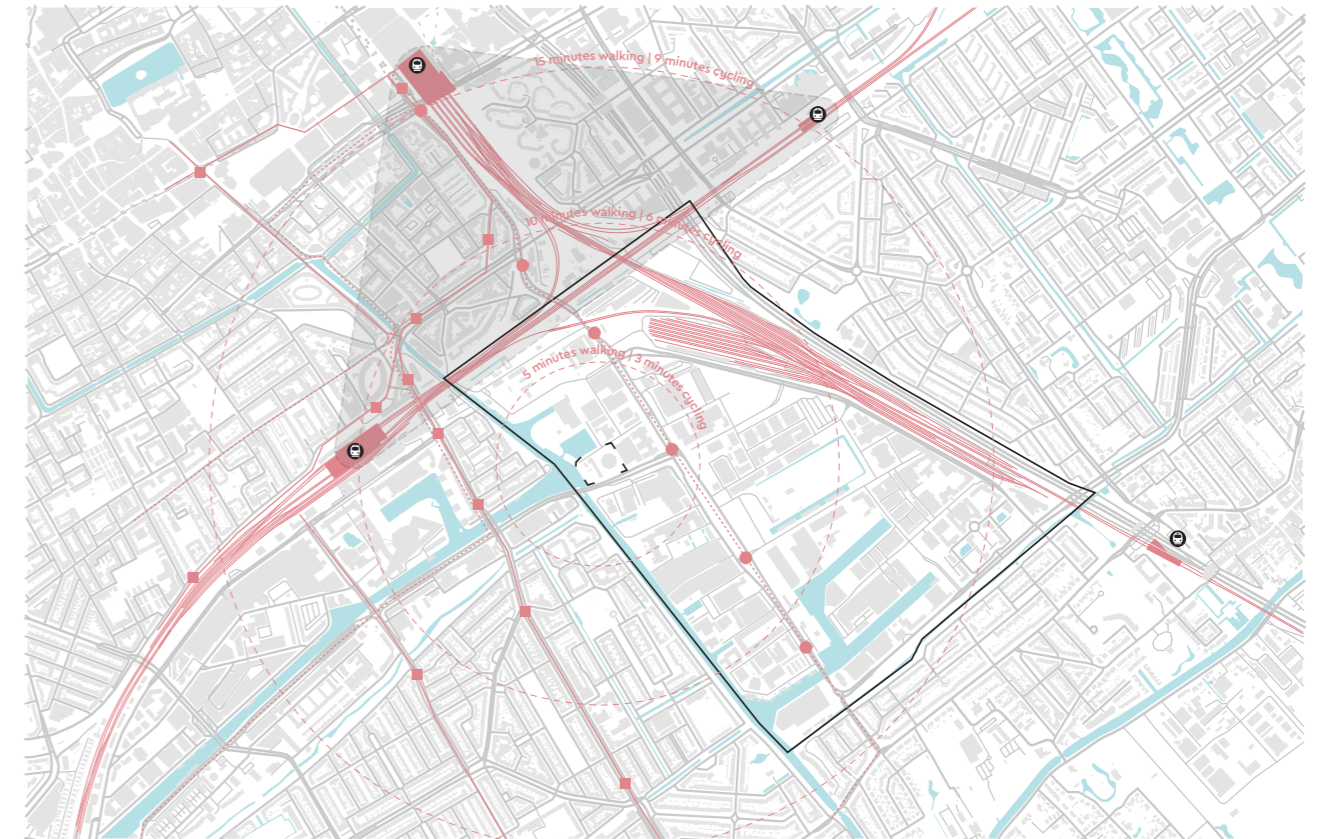 15 minutes walking | 9 minutes cycling
10 minutes walking | 6 minutes cycling
5 minutes walking | 3 minutes cycling